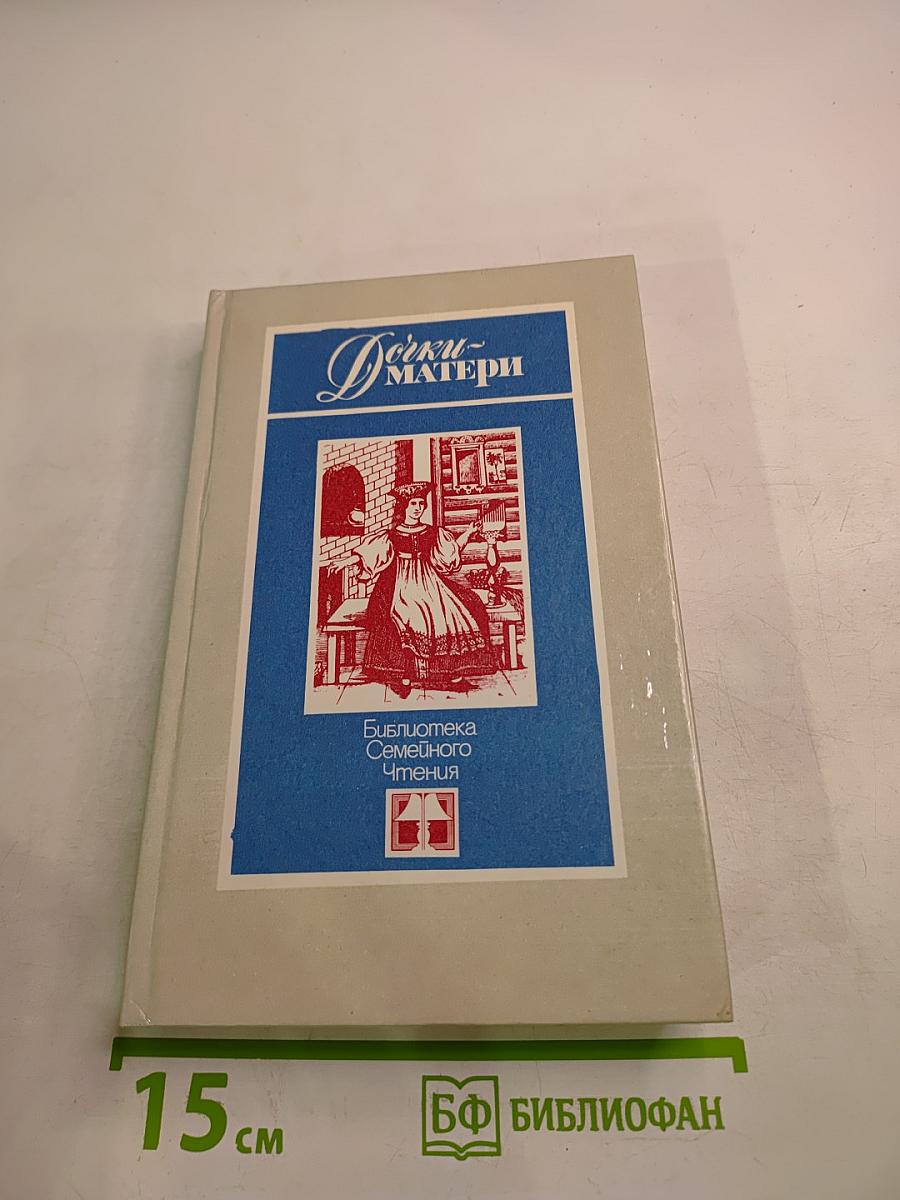 Дочки-
матери
Библиотека
Семейного
Чтения
15 см
БФ БИБЛИОФАН